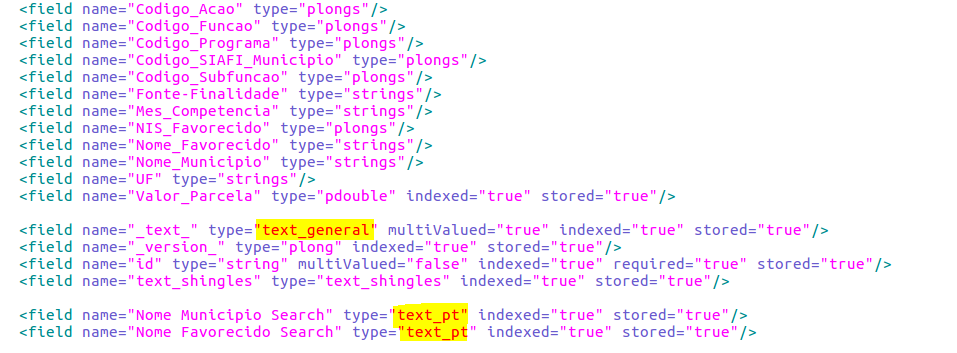 <field name="Codigo_Acao" type="plongs"/>
<field name="Codigo_Funcao" type="plongs"/>
<field name="Codigo_Programa" type="plongs"/>
<field name="Codigo_SIAFI_Municipio" type="plongs"/>
<field name="Codigo_Subfuncao" type="plongs"/>
<field name="Fonte-Finalidade" type="strings"/>
<field name="Mes_Competencia" type="strings"/>
<field name="NIS_Favorecido" type="plongs"/>
<field name="Nome_Favorecido" type="strings"/>
<field name="Nome_Municipio" type="strings"/>
<field name="UF" type="strings"/>
<field name="Valor_Parcela" type="pdouble" indexed="true" stored="true"/>
<field name="_text_" type="text_general" multiValued="true" indexed="true" stored="true"/>
<field name="_version_" type="plong" indexed="true" stored="true"/>
<field name="id" type="string" multiValued="false" indexed="true" required="true" stored="true"/>
<field name="text_shingles" type="text_shingles" indexed="true" stored="true"/>
<field name="Nome Municipio Search" type="text_pt" indexed="true" stored="true"/>
<field name="Nome Favorecido Search" type="text_pt indexed="true" stored="true"/>